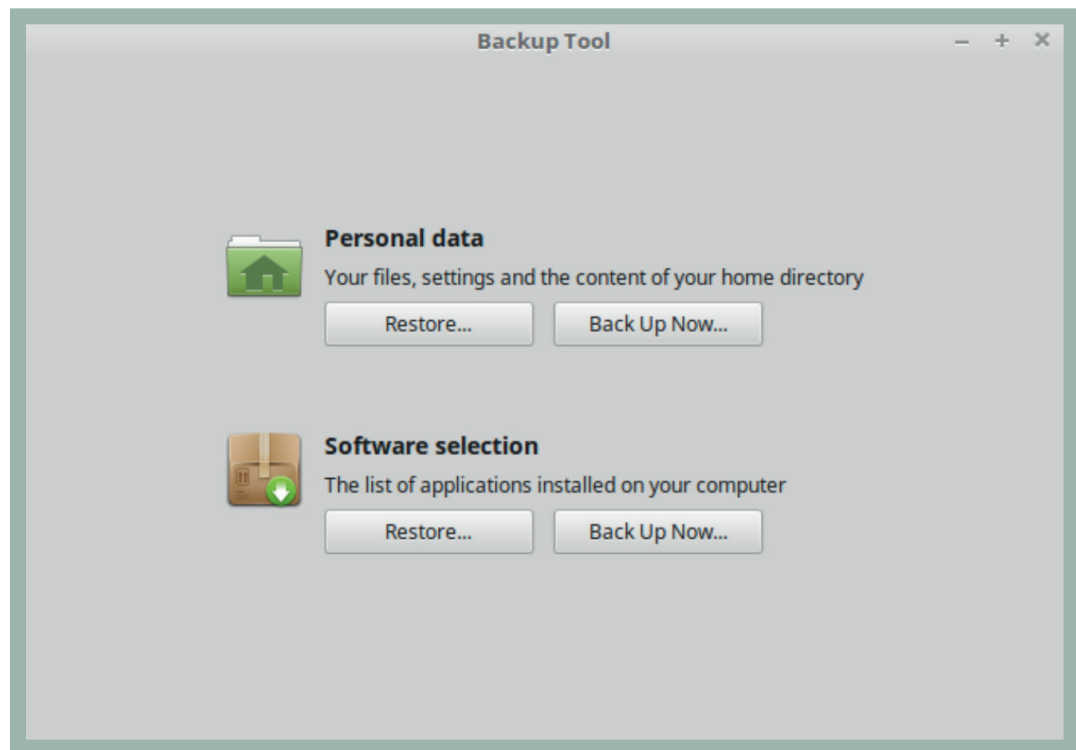 Backup Tool
Personal data
Your files, settings and the content of your home directory
Restore... Back Up Now...
Software selection
The list of applications installed on your computer
Restore... Back Up Now...